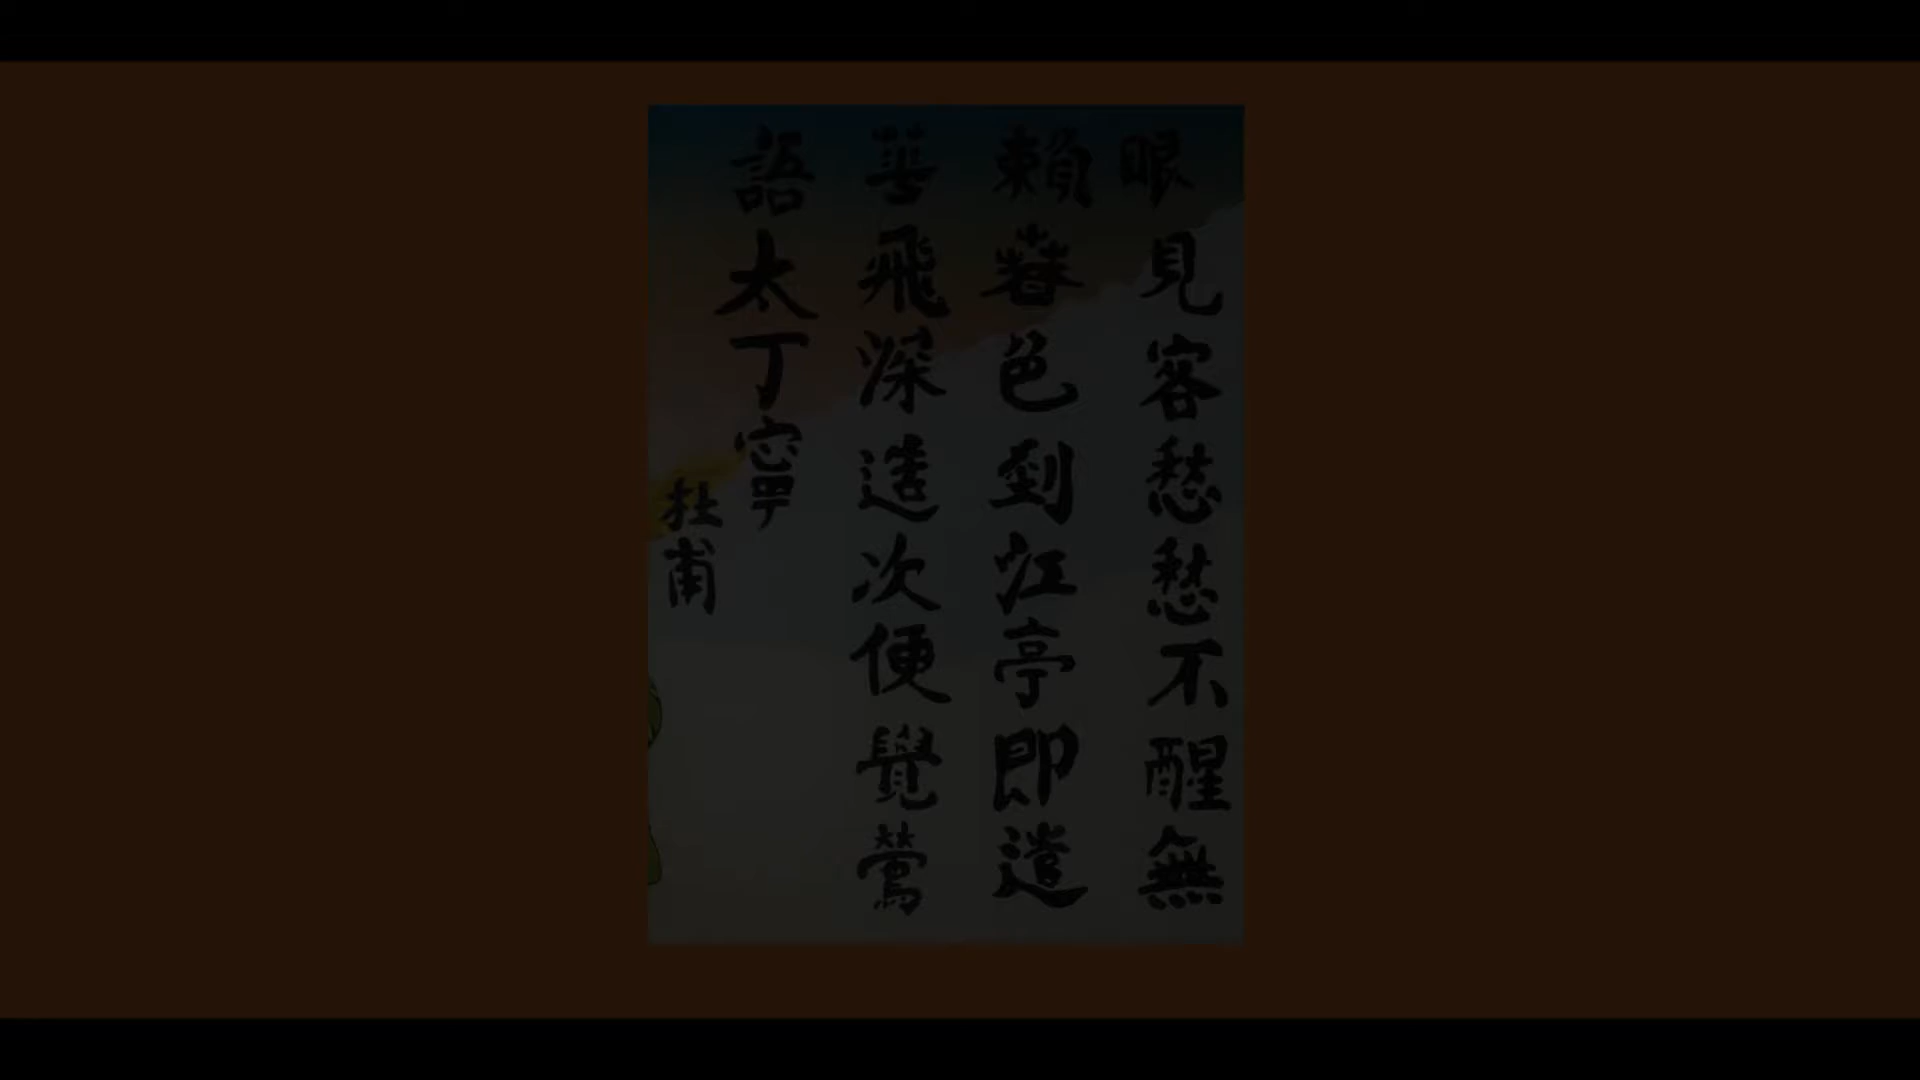 眼見客愁愁不醒無
賴春色到江亭即遣
華飛深造次便覺鶯
語太丁寧
杜甫